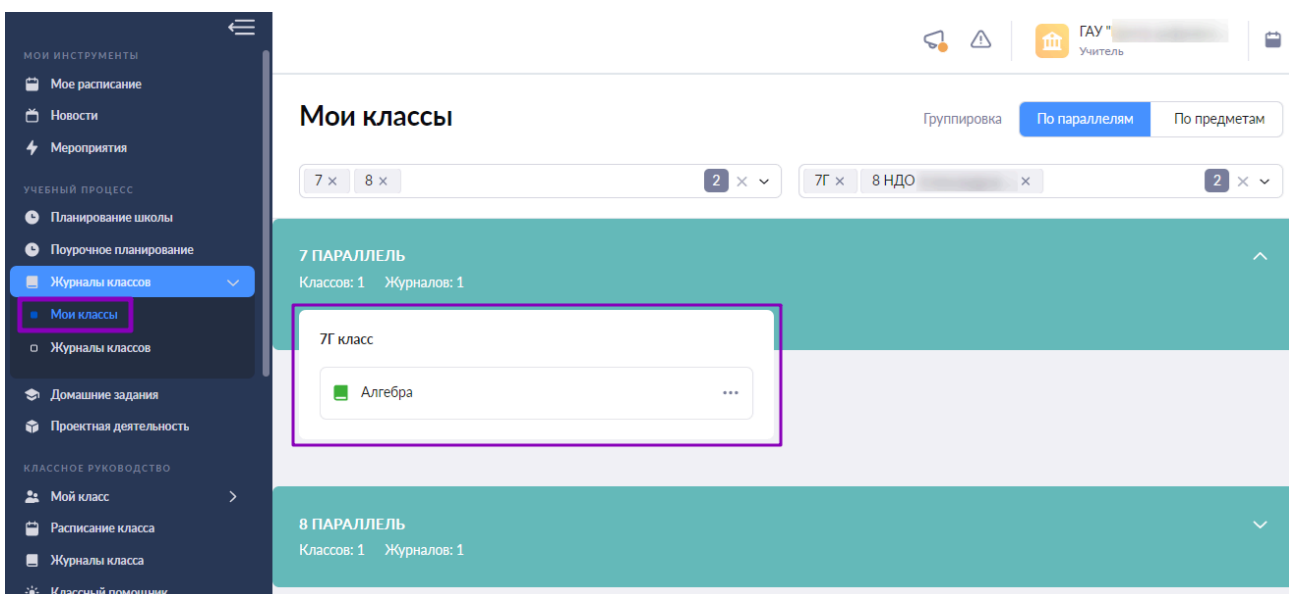 МОИ ИНСТРУМЕНТЫ
Мое расписание
Новости
Мероприятия
УЧЕБНЫЙ ПРОЦЕСС
Планирование школы
Поурочное планирование
Журналы классов
Мои классы
Журналы классов
Домашние задания
Проектная деятельность
КЛАССНОЕ РУКОВОДСТВО
Мой класс
Расписание класса
Журналы класса
Классный помощник
ГАУ "
Учитель
Мои классы
Группировка По параллелям По предметам
7 × 8 × 2 ×
7Г × 8 НДО × 2 ×
7 ПАРАЛЛЕЛЬ
Классов: 1 Журналов: 1
7Г класс
Алгебра ...
8 ПАРАЛЛЕЛЬ
Классов: 1 Журналов: 1